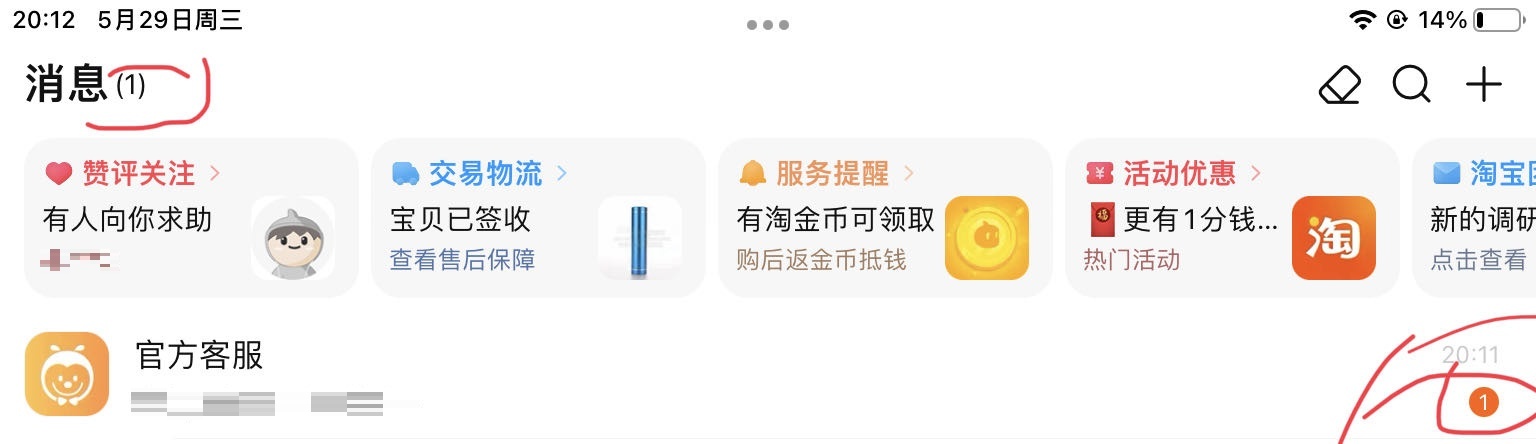 20:12 5月29日周三
14%
消息(1)
赞评关注
有人向你求助
交易物流
宝贝已签收
查看售后保障
服务提醒
有淘金币可领取
购后返金币抵钱
活动优惠
更有1分钱...
热门活动
淘
淘宝
新的调研
点击查看
官方客服
20:11
1